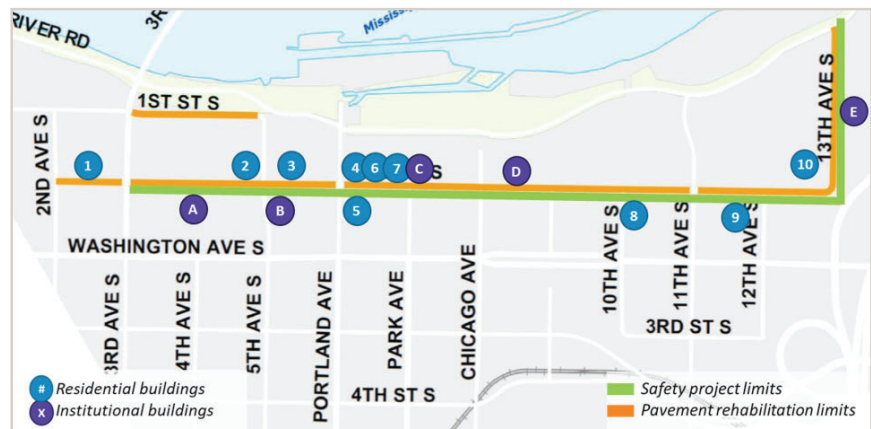 RIVER RD
3R
Mississi
1ST ST S
2ND AVE S
13TH AVE S
E
1
2
3
4
6
7
C
S
D
10
A
B
5
8
9
WASHINGTON AVE S
3RD AVE S
4TH AVE S
5TH AVE S
PORTLAND AVE
PARK AVE
CHICAGO AVE
10TH AVE S
11TH AVE S
12TH AVE S
3RD ST S
4TH ST S
# Residential buildings
X Institutional buildings
Safety project limits
Pavement rehabilitation limits